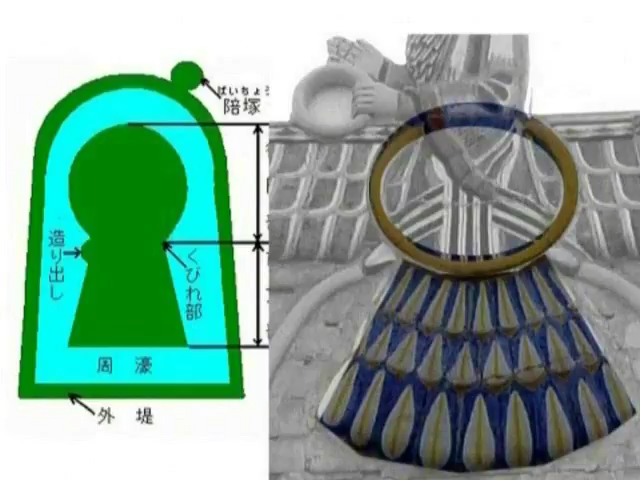 ばいちょう
陪塚
造り出し
くびれ部
周濠
外堤